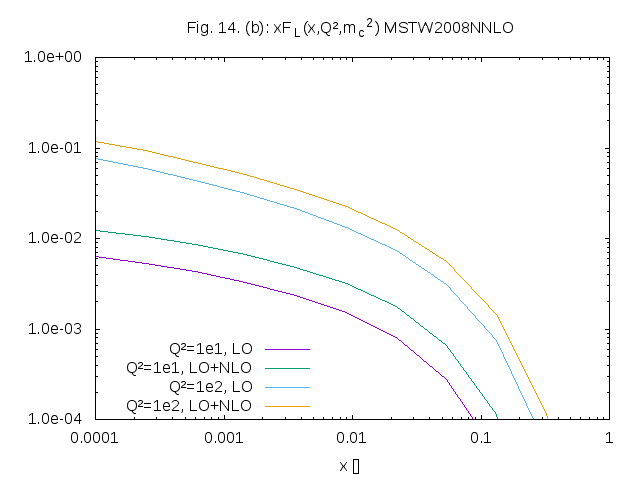 Fig. 14. (b): xF_L(x,Q²,m_c²) MSTW2008NNLO
1.0e+00
1.0e-01
1.0e-02
1.0e-03
1.0e-04
Q²=1e1, LO
Q²=1e1, LO+NLO
Q²=1e2, LO
Q²=1e2, LO+NLO
0.0001 0.001 0.01 0.1 1
x []